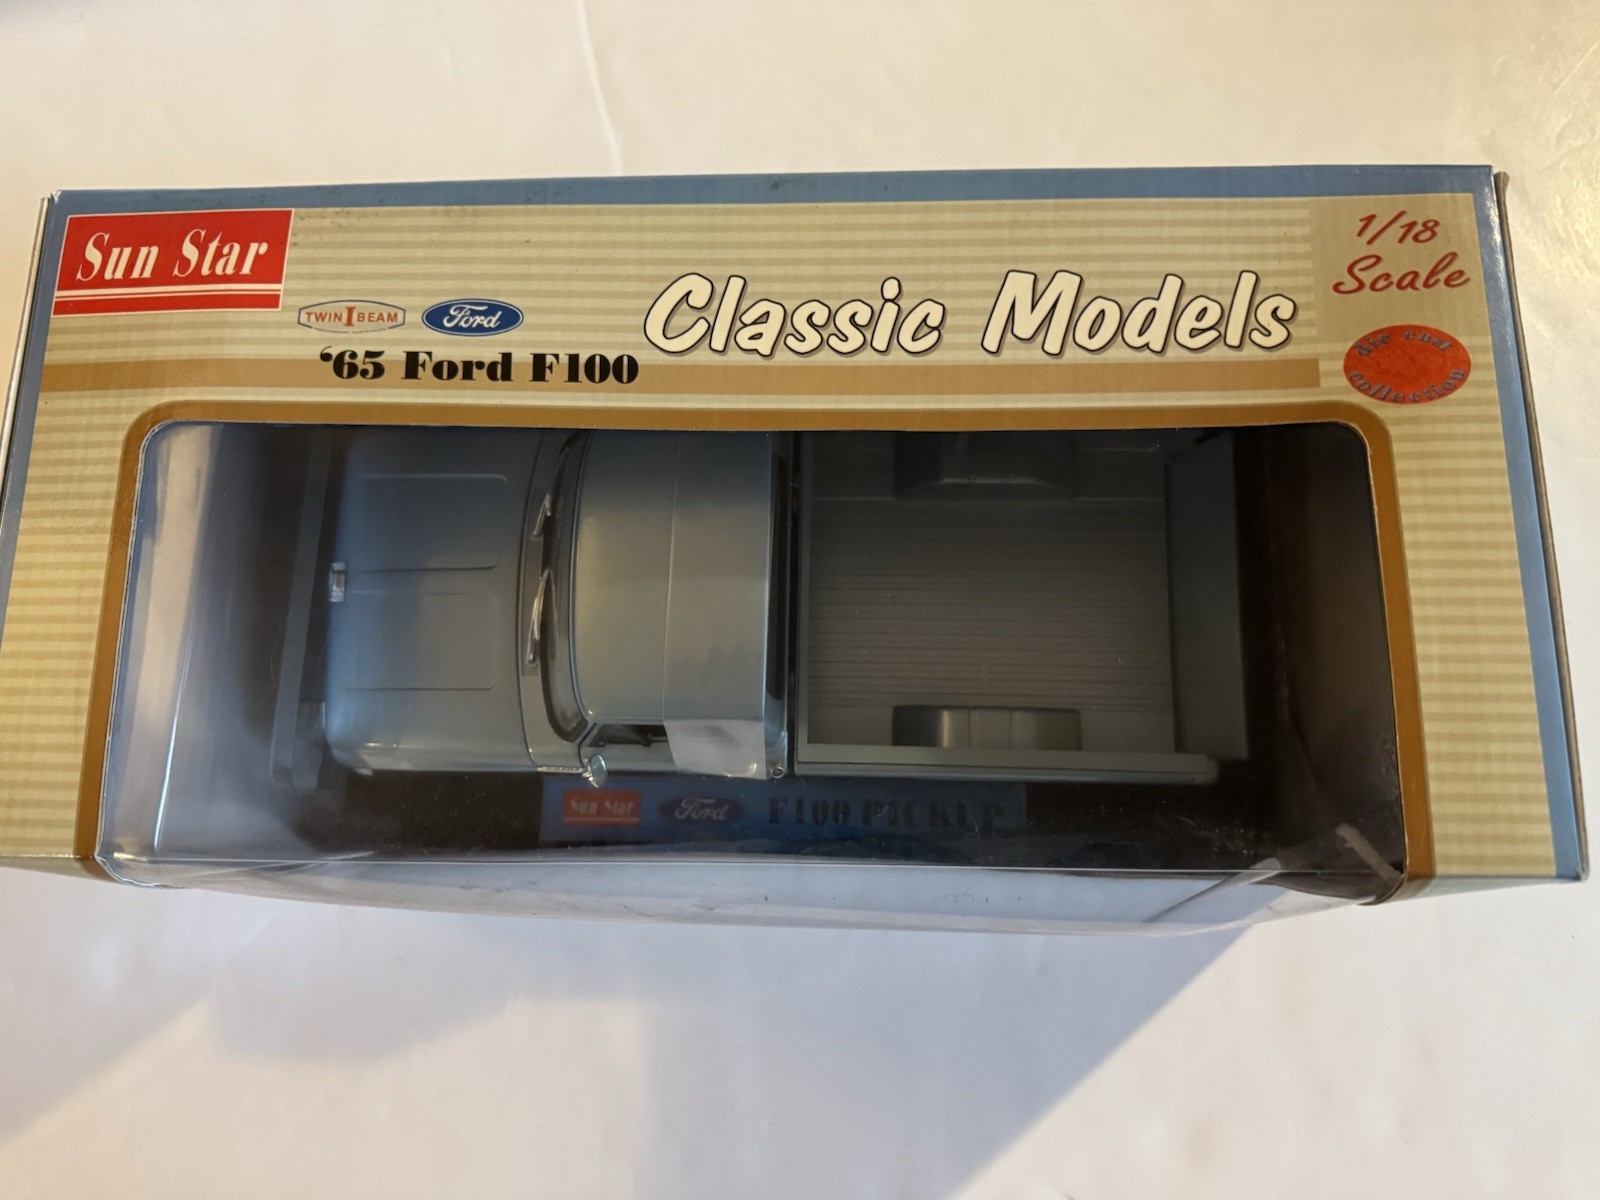 Sun Star
TWIN I BEAM
Ford
'65 Ford F100
Classic Models
1/18
Scale
die cast
collection
Sun Star
Ford
F100 PICKUP